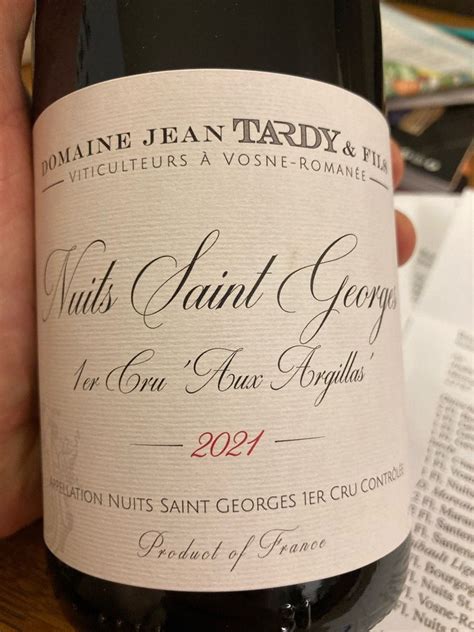 DOMAINE JEAN TARDY & FILS
VITICULTEURS À VOSNE-ROMANÉE
Nuits Saint Georges
1er Cru 'Aux Argillas'
2021
APPELLATION NUITS SAINT GEORGES 1ER CRU CONTRÔLÉE
Product of France